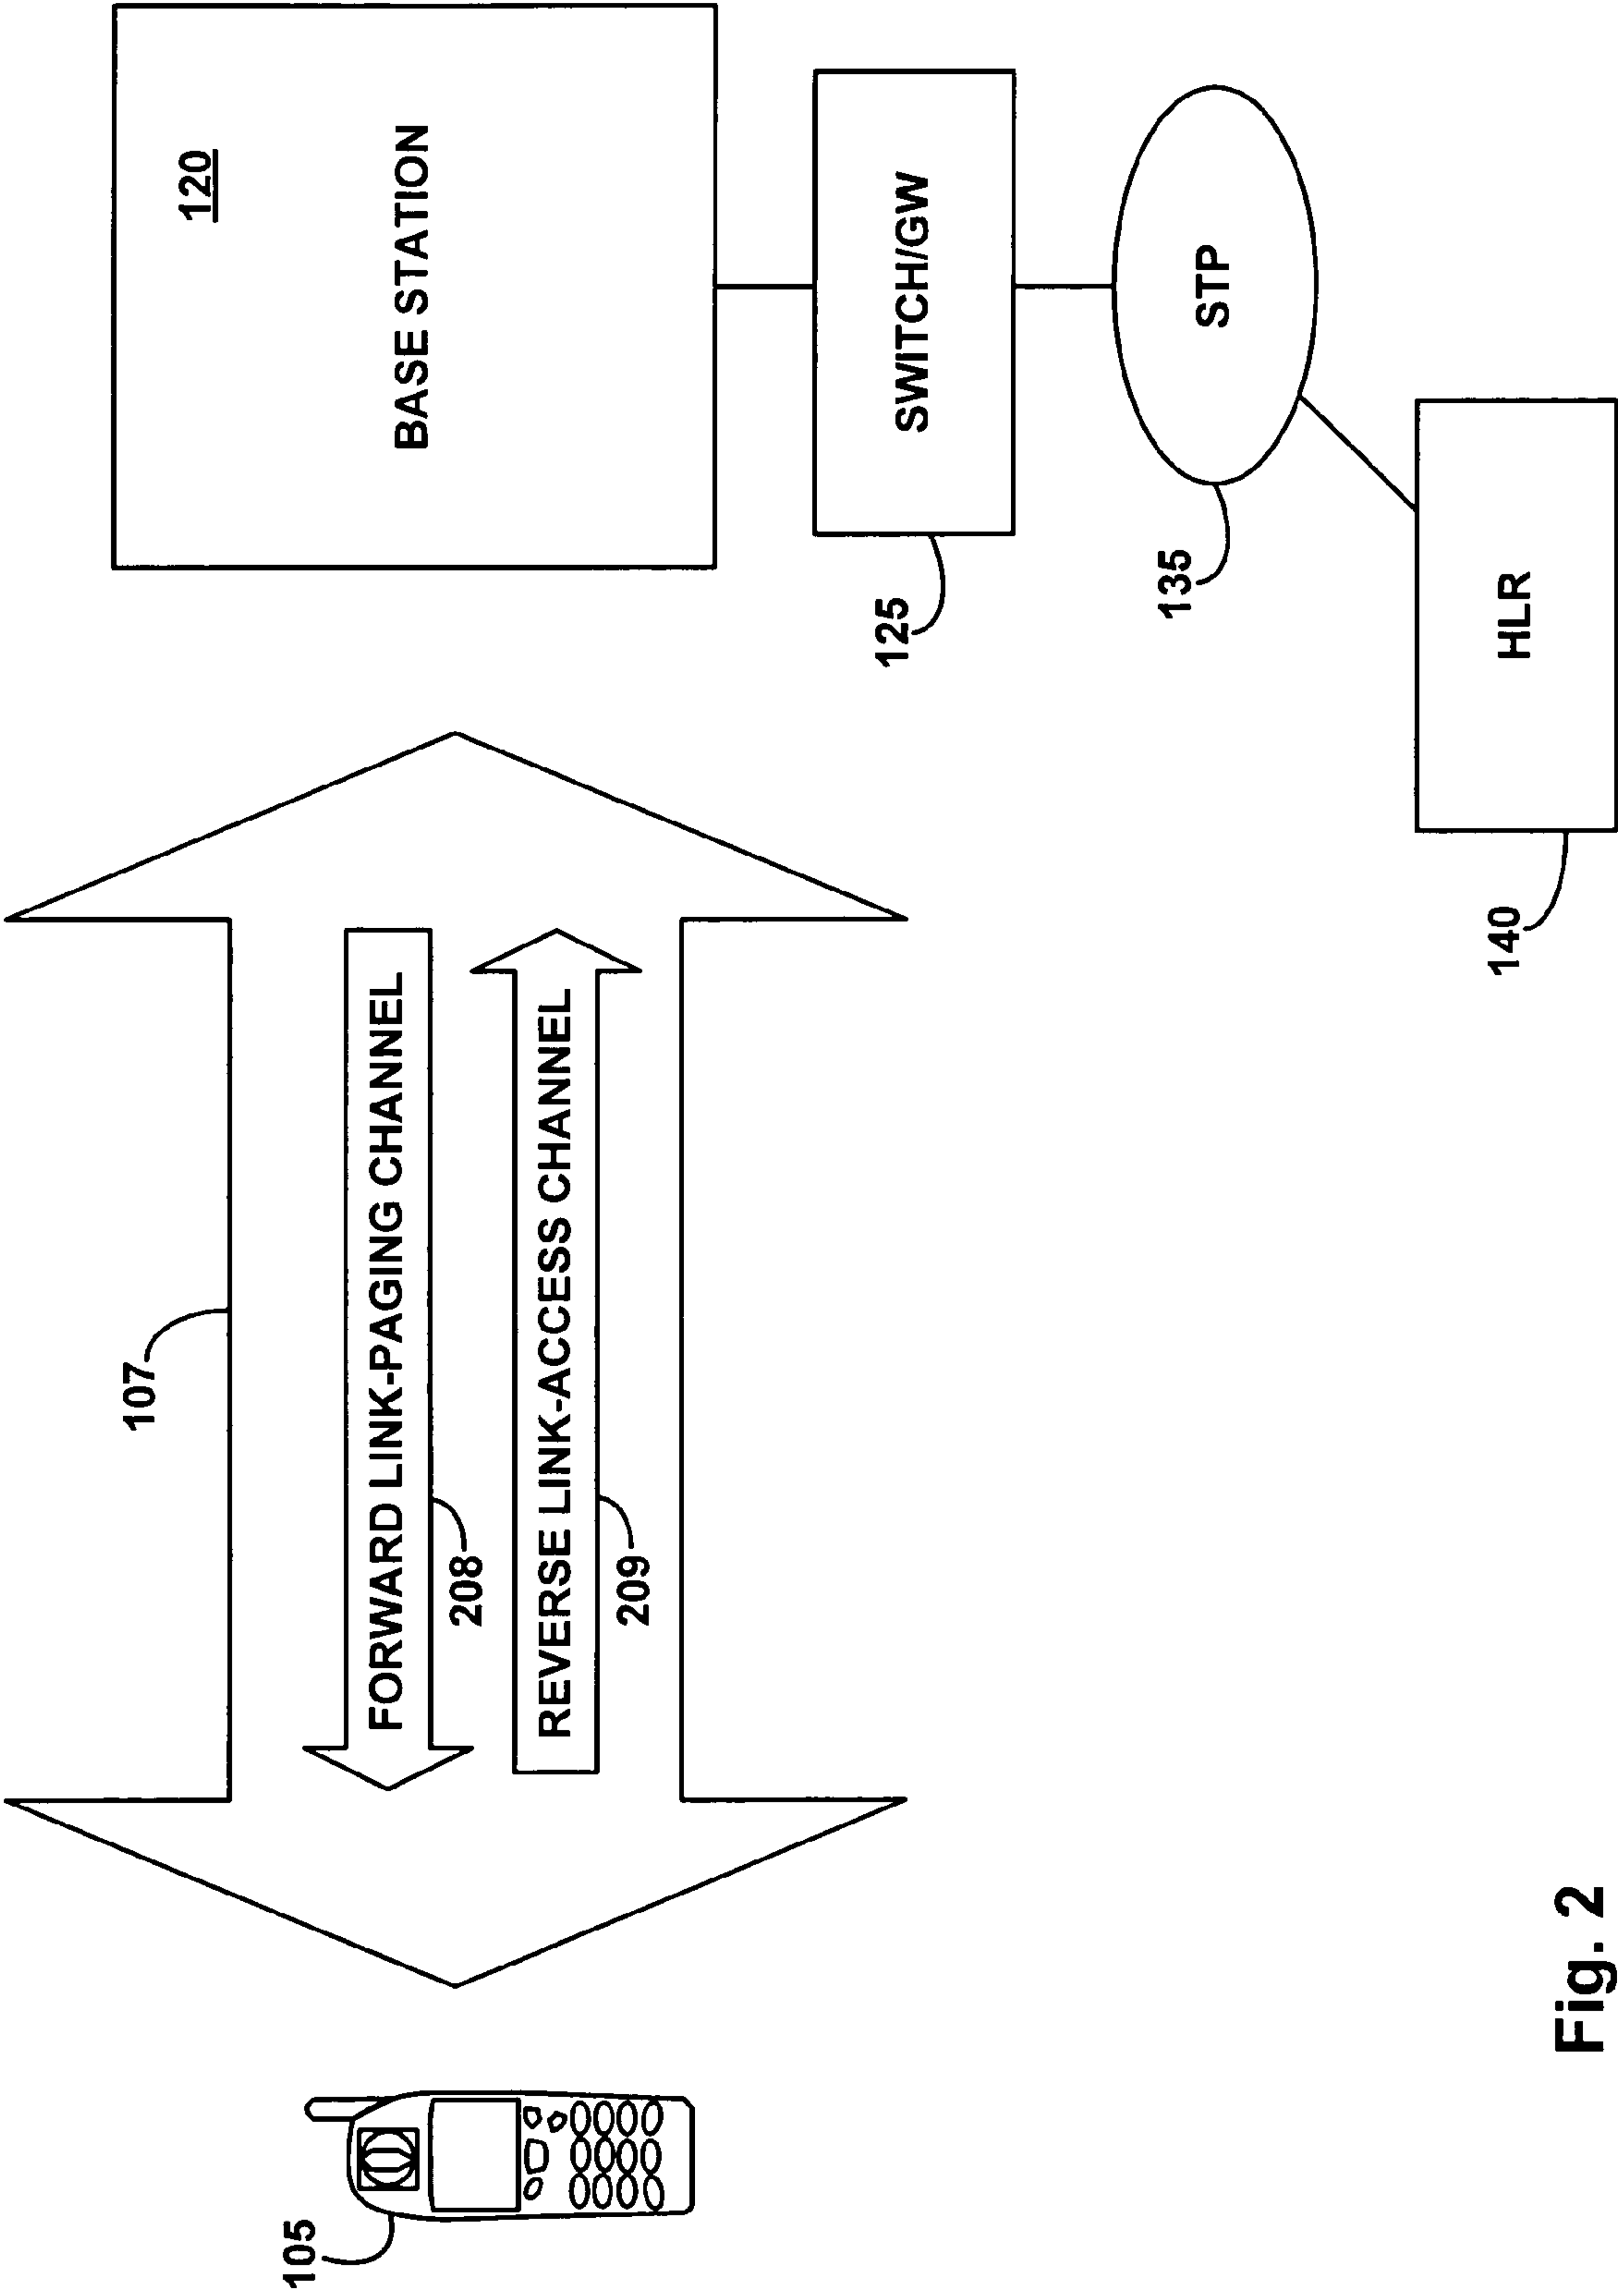 120
BASE STATION
107
FORWARD LINK-PAGING CHANNEL
208
REVERSE LINK-ACCESS CHANNEL
209
105
SWITCH/GW
125
STP
135
HLR
140
Fig. 2